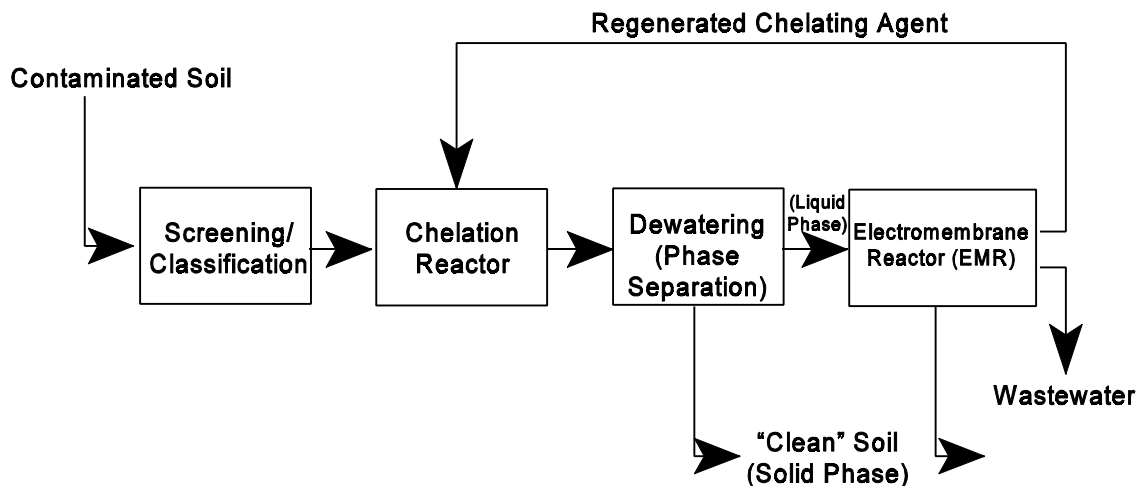 Regenerated Chelating Agent
Contaminated Soil
Screening/
Classification
Chelation
Reactor
Dewatering
(Phase
Separation)
(Liquid
Phase)
Electromembrane
Reactor (EMR)
Wastewater
“Clean” Soil
(Solid Phase)